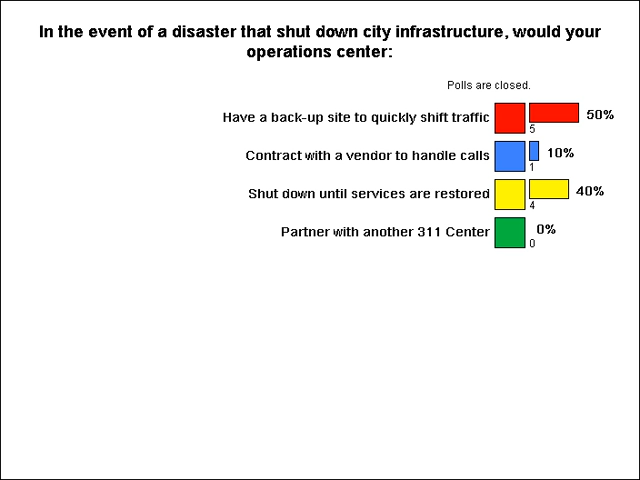 In the event of a disaster that shut down city infrastructure, would your
operations center:
Polls are closed.
Have a back-up site to quickly shift traffic 50%
5
Contract with a vendor to handle calls 10%
1
Shut down until services are restored 40%
4
Partner with another 311 Center 0%
0